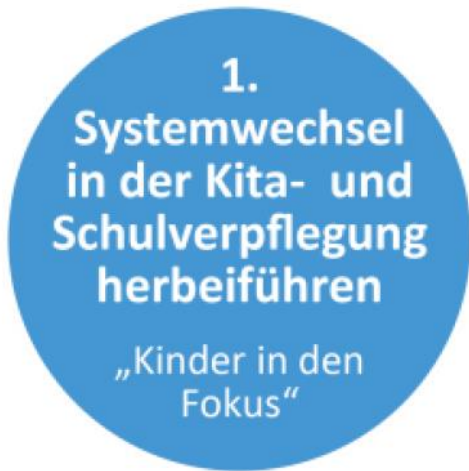 1.
Systemwechsel
in der Kita- und
Schulverpflegung
herbeiführen
„Kinder in den
Fokus“